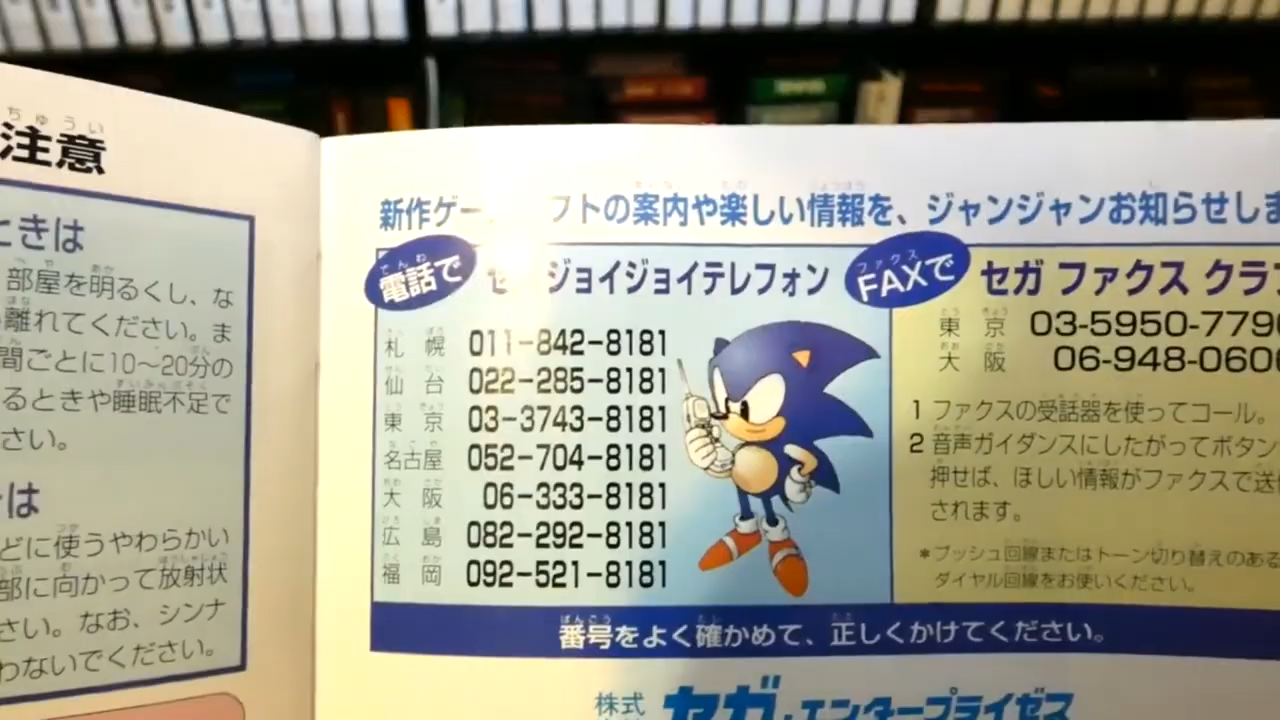 注意
ときは
部屋を明るくし、な
離れてください。ま
間ごとに10～20分の
るときや睡眠不足で
さい。
は
どに使うやわらかい
部に向かって放射状
さい。なお、シンナ
わないでください。
新作ゲー フトの案内や楽しい情報を、ジャンジャンお知らせしま
電話で セ ジョイジョイテレフォン
札幌 011-842-8181
仙台 022-285-8181
東京 03-3743-8181
名古屋 052-704-8181
大阪 06-333-8181
広島 082-292-8181
福岡 092-521-8181
FAXで セガ ファクス クラブ
東京 03-5950-7790
大阪 06-948-0606
1 ファクスの受話器を使ってコール。
2 音声ガイダンスにしたがってボタン
押せば、ほしい情報がファクスで送信
されます。
*プッシュ回線またはトーン切り替えのある
ダイヤル回線をお使いください。
番号をよく確かめて、正しくかけてください。
株式
セガ・エンタープライゼス